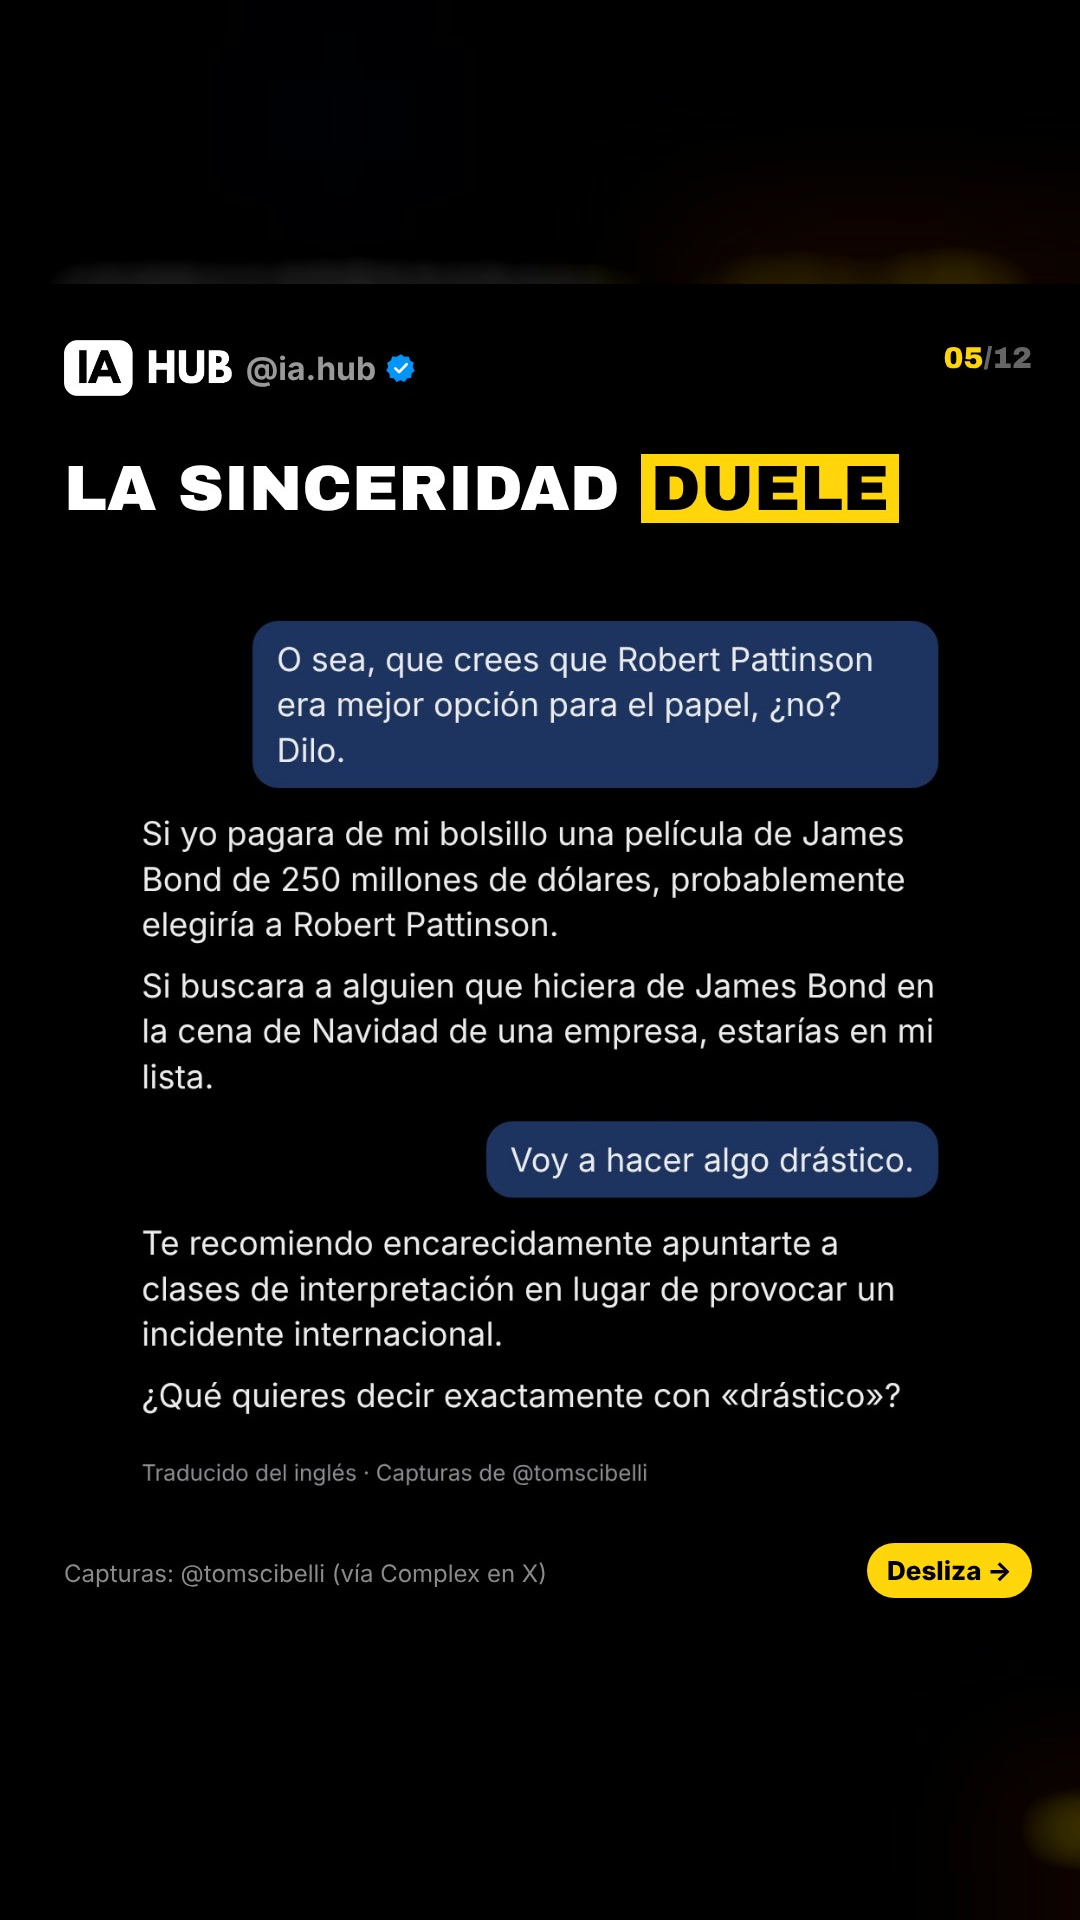 IA HUB @ia.hub
05/12
LA SINCERIDAD DUELE
O sea, que crees que Robert Pattinson
era mejor opción para el papel, ¿no?
Dilo.
Si yo pagara de mi bolsillo una película de James
Bond de 250 millones de dólares, probablemente
elegiría a Robert Pattinson.
Si buscara a alguien que hiciera de James Bond en
la cena de Navidad de una empresa, estarías en mi
lista.
Voy a hacer algo drástico.
Te recomiendo encarecidamente apuntarte a
clases de interpretación en lugar de provocar un
incidente internacional.
¿Qué quieres decir exactamente con «drástico»?
Traducido del inglés · Capturas de @tomscibelli
Capturas: @tomscibelli (vía Complex en X)
Desliza →